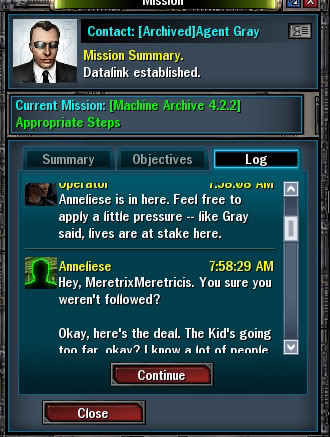 Mission
Contact: [Archived]Agent Gray
Mission Summary.
Datalink established.
Current Mission: [Machine Archive 4.2.2]
Appropriate Steps
Summary
Objectives
Log
Operator 7:58:08 AM
Anneliese is in here. Feel free to
apply a little pressure -- like Gray
said, lives are at stake here.
Anneliese 7:58:29 AM
Hey, MeretrixMeretricis. You sure you
weren't followed?
Okay, here's the deal. The Kid's going
too far, okay? I know a lot of people
Continue
Close